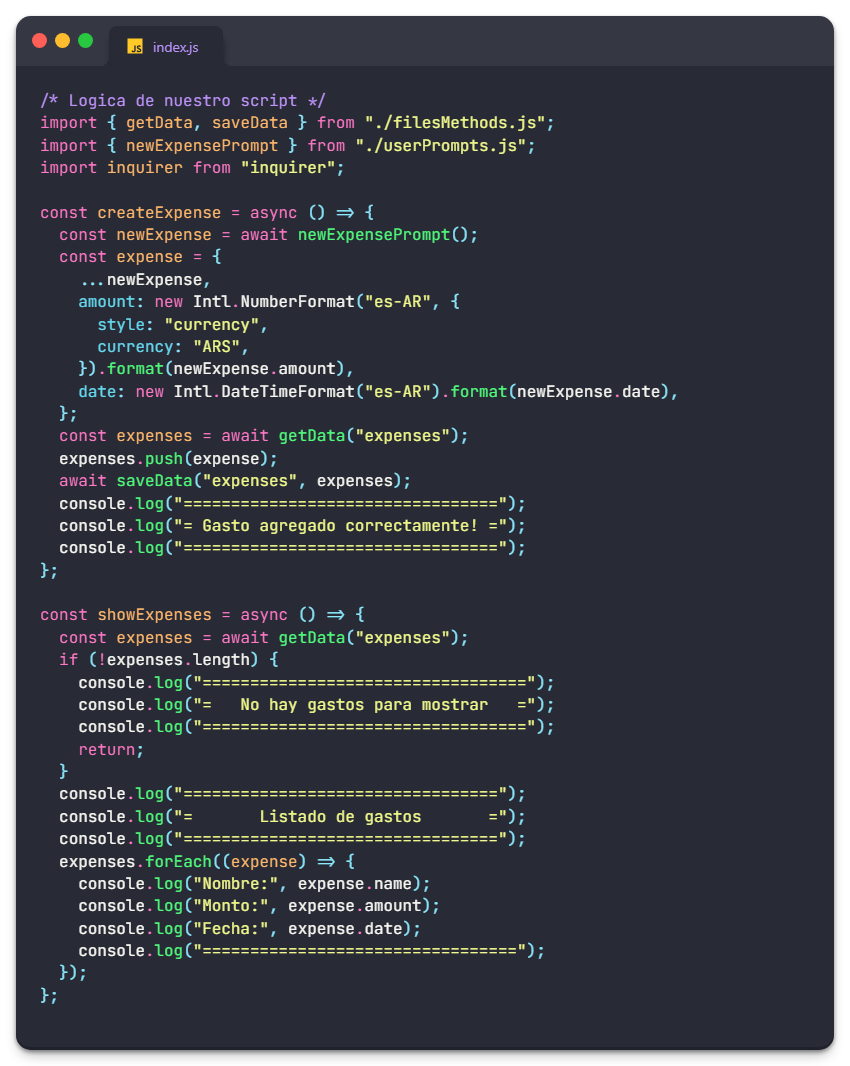 index.js
/* Logica de nuestro script */
import { getData, saveData } from "./filesMethods.js";
import { newExpensePrompt } from "./userPrompts.js";
import inquirer from "inquirer";

const createExpense = async () => {
  const newExpense = await newExpensePrompt();
  const expense = {
    ...newExpense,
    amount: new Intl.NumberFormat("es-AR", {
      style: "currency",
      currency: "ARS",
    }).format(newExpense.amount),
    date: new Intl.DateTimeFormat("es-AR").format(newExpense.date),
  };
  const expenses = await getData("expenses");
  expenses.push(expense);
  await saveData("expenses", expenses);
  console.log("=================================");
  console.log("= Gasto agregado correctamente! =");
  console.log("=================================");
};

const showExpenses = async () => {
  const expenses = await getData("expenses");
  if (!expenses.length) {
    console.log("==================================");
    console.log("=   No hay gastos para mostrar   =");
    console.log("==================================");
    return;
  }
  console.log("=================================");
  console.log("=       Listado de gastos       =");
  console.log("=================================");
  expenses.forEach((expense) => {
    console.log("Nombre:", expense.name);
    console.log("Monto:", expense.amount);
    console.log("Fecha:", expense.date);
    console.log("=================================");
  });
};